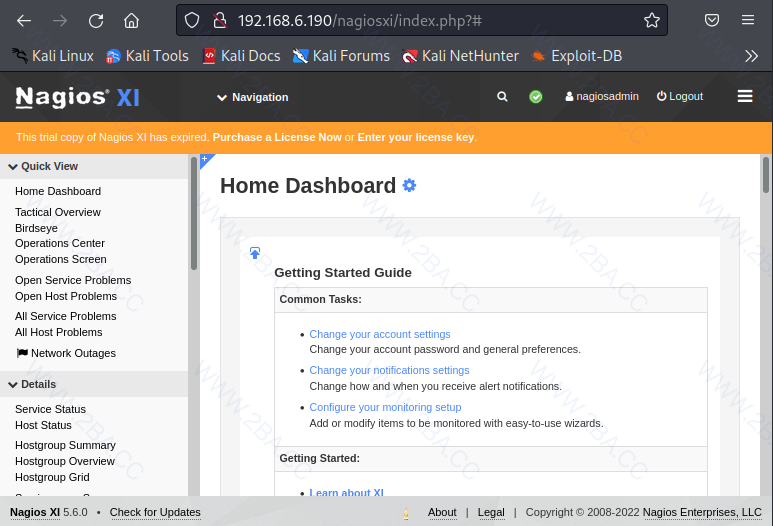 192.168.6.190/nagiosxi/index.php?#
Kali Linux Kali Tools Kali Docs Kali Forums Kali NetHunter Exploit-DB
Nagios® XI Navigation nagiosadmin Logout
This trial copy of Nagios XI has expired. Purchase a License Now or Enter your license key.
Quick View
Home Dashboard
Tactical Overview
Birdseye
Operations Center
Operations Screen
Open Service Problems
Open Host Problems
All Service Problems
All Host Problems
Network Outages
Details
Service Status
Host Status
Hostgroup Summary
Hostgroup Overview
Hostgroup Grid
Home Dashboard
Getting Started Guide
Common Tasks:
• Change your account settings
Change your account password and general preferences.
• Change your notifications settings
Change how and when you receive alert notifications.
• Configure your monitoring setup
Add or modify items to be monitored with easy-to-use wizards.
Getting Started:
• Learn about XI
Nagios XI 5.6.0 • Check for Updates About | Legal | Copyright © 2008-2022 Nagios Enterprises, LLC
WWW.2BA.CC